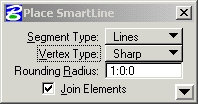 Place SmartLine
Segment Type: Lines
Vertex Type: Sharp
Rounding Radius: 1:0:0
Join Elements